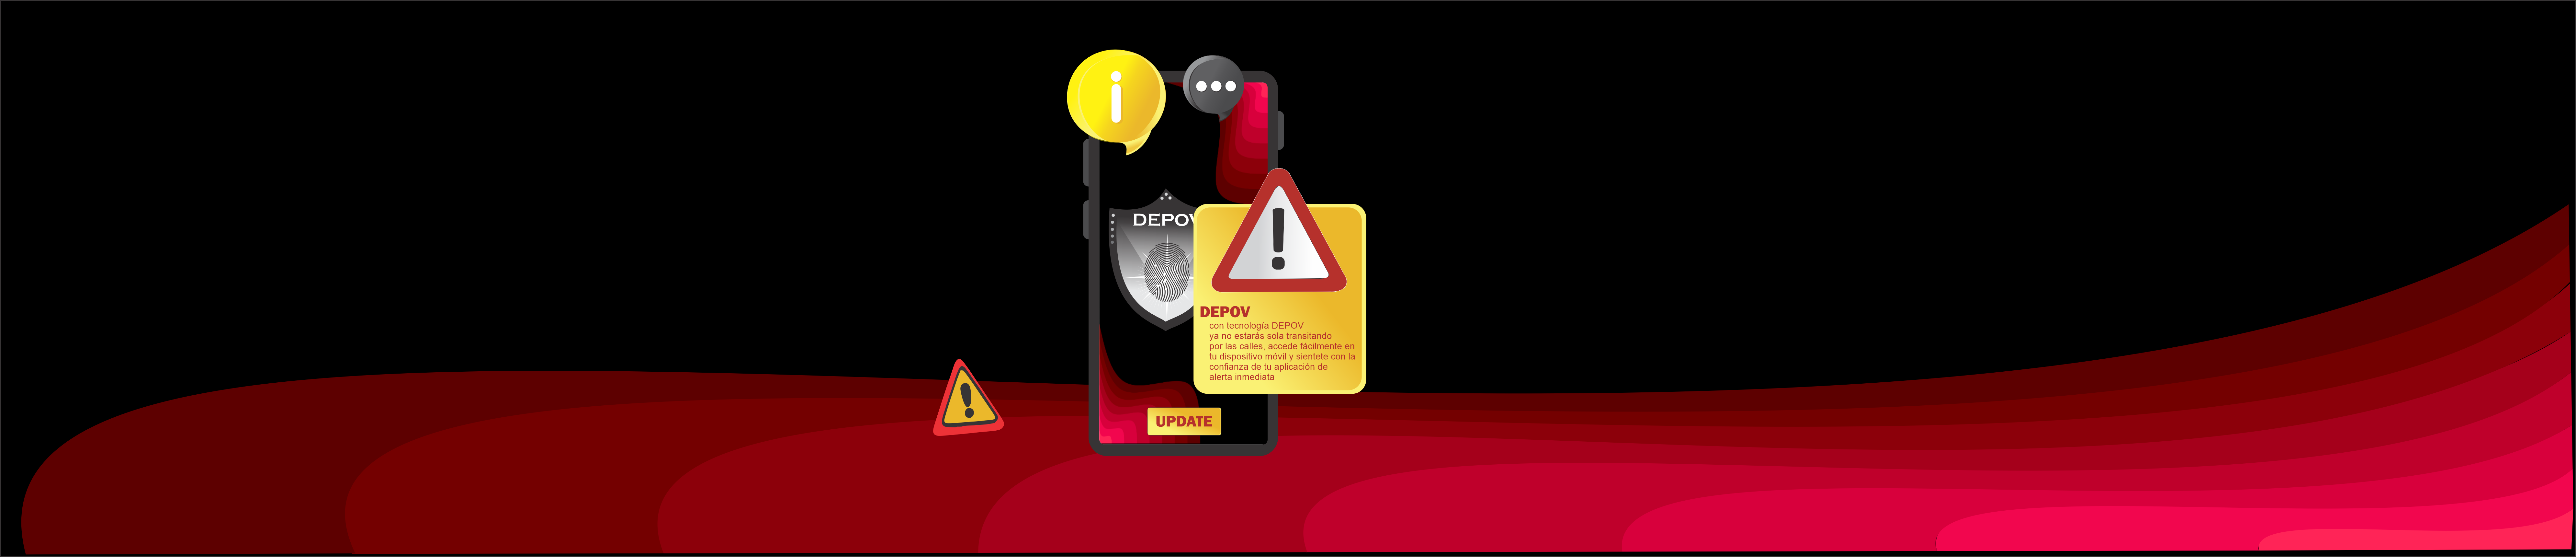 i
DEPOV
DEPOV
con tecnología DEPOV
ya no estarás sola transitando
por las calles, accede fácilmente en
tu dispositivo móvil y sientete con la
confianza de tu aplicación de
alerta inmediata
UPDATE